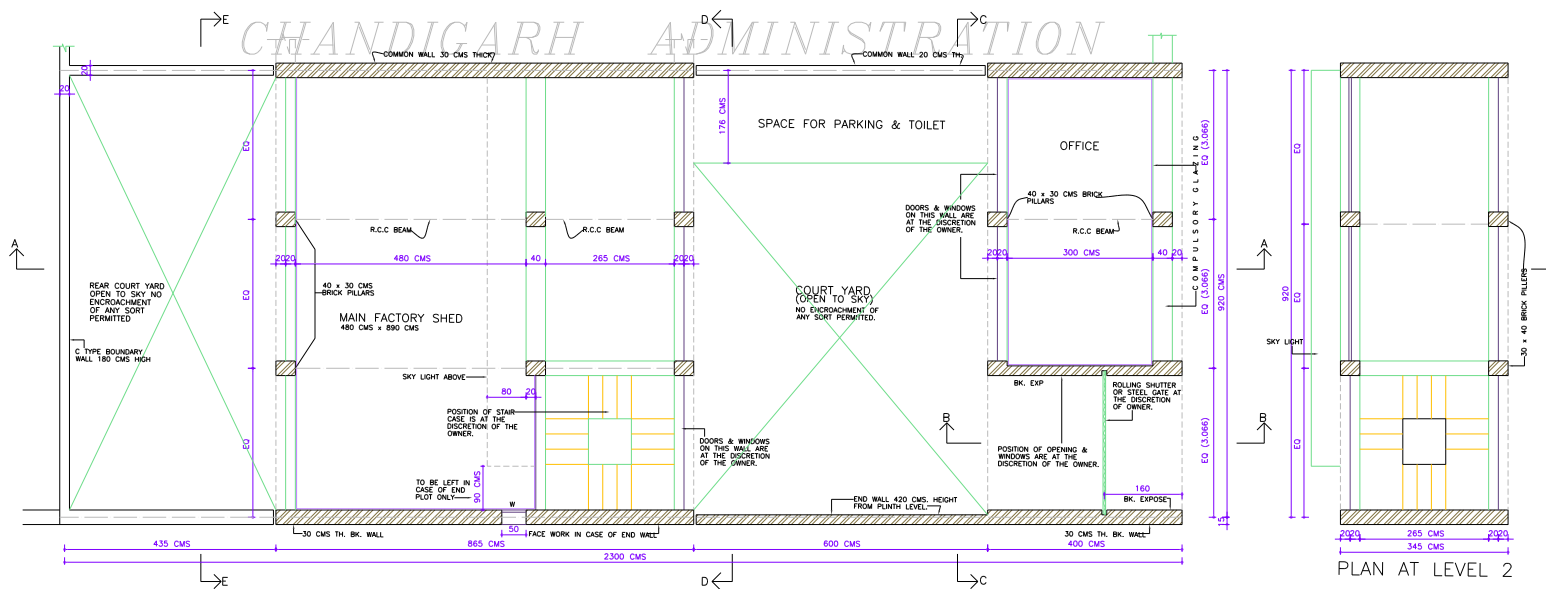 CHANDIGARH ADMINISTRATION
E
D
C
COMMON WALL 30 CMS THICK
COMMON WALL 20 CMS TH.
20
20
176 CMS
SPACE FOR PARKING & TOILET
OFFICE
EQ
EQ (3.066)
COMPULSORY GLAZING
EQ
DOORS & WINDOWS
ON THIS WALL ARE
AT THE DISCRETION
OF THE OWNER.
40 x 30 CMS BRICK
PILLARS
R.C.C BEAM
R.C.C BEAM
R.C.C BEAM
A
A
2020
480 CMS
40
265 CMS
2020
2020
300 CMS
40
20
REAR COURT YARD
OPEN TO SKY NO
ENCROACHMENT
OF ANY SORT
PERMITTED
40 x 30 CMS
BRICK PILLARS
EQ
MAIN FACTORY SHED
480 CMS x 890 CMS
COURT YARD
(OPEN TO SKY)
NO ENCROACHMENT OF
ANY SORT PERMITTED.
EQ (3.066)
920 CMS
920
EQ
30 x 40 BRICK PILLERS
SKY LIGHT
C TYPE BOUNDARY
WALL 180 CMS HIGH
SKY LIGHT ABOVE
80
20
BK. EXP
ROLLING SHUTTER
OR STEEL GATE AT
THE DISCRETION
OF OWNER.
POSITION OF STAIR
CASE IS AT THE
DISCRETION OF THE
OWNER.
B
B
EQ
DOORS & WINDOWS
ON THIS WALL ARE
AT THE DISCRETION
OF THE OWNER.
POSITION OF OPENING &
WINDOWS ARE AT THE
DISCRETION OF THE OWNER.
EQ (3.066)
EQ
TO BE LEFT IN
CASE OF END
PLOT ONLY
90 CMS
W
END WALL 420 CMS. HEIGHT
FROM PLINTH LEVEL.
160
BK. EXPOSE
15
30 CMS TH. BK. WALL
50
FACE WORK IN CASE OF END WALL
30 CMS TH. BK. WALL
2020
265 CMS
2020
435 CMS
865 CMS
600 CMS
400 CMS
345 CMS
2300 CMS
E
D
C
PLAN AT LEVEL 2